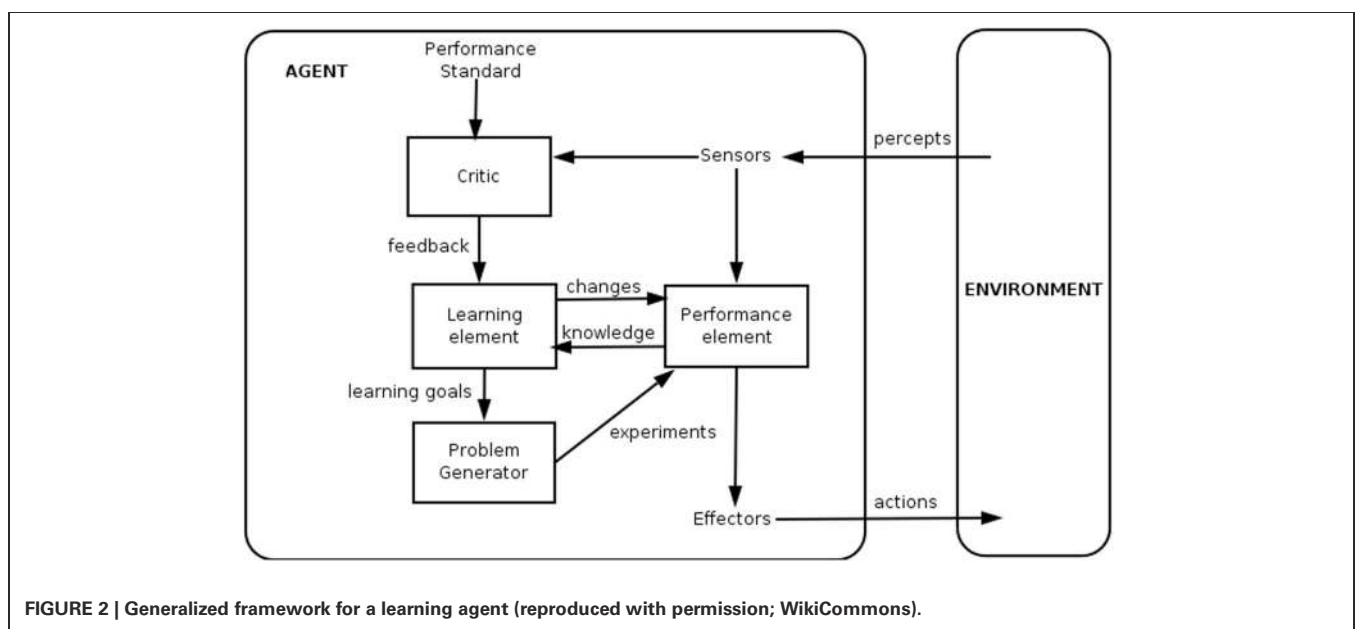 Performance
Standard
AGENT
percepts
Sensors
Critic
feedback
changes
ENVIRONMENT
Learning
element
Performance
element
knowledge
learning goals
experiments
Problem
Generator
actions
Effectors
FIGURE 2 | Generalized framework for a learning agent (reproduced with permission; WikiCommons).